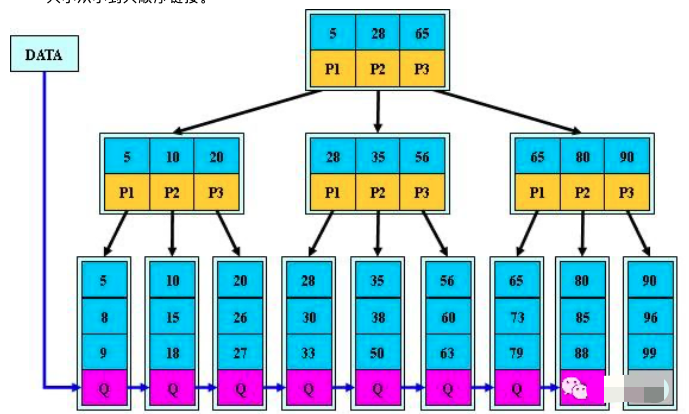 DATA
5 28 65
P1 P2 P3
5 10 20
P1 P2 P3
28 35 56
P1 P2 P3
65 80 90
P1 P2 P3
5 10 20 28 35 56 65 80 90
8 15 26 30 38 60 73 85 96
9 18 27 33 50 63 79 88 99
Q Q Q Q Q Q Q